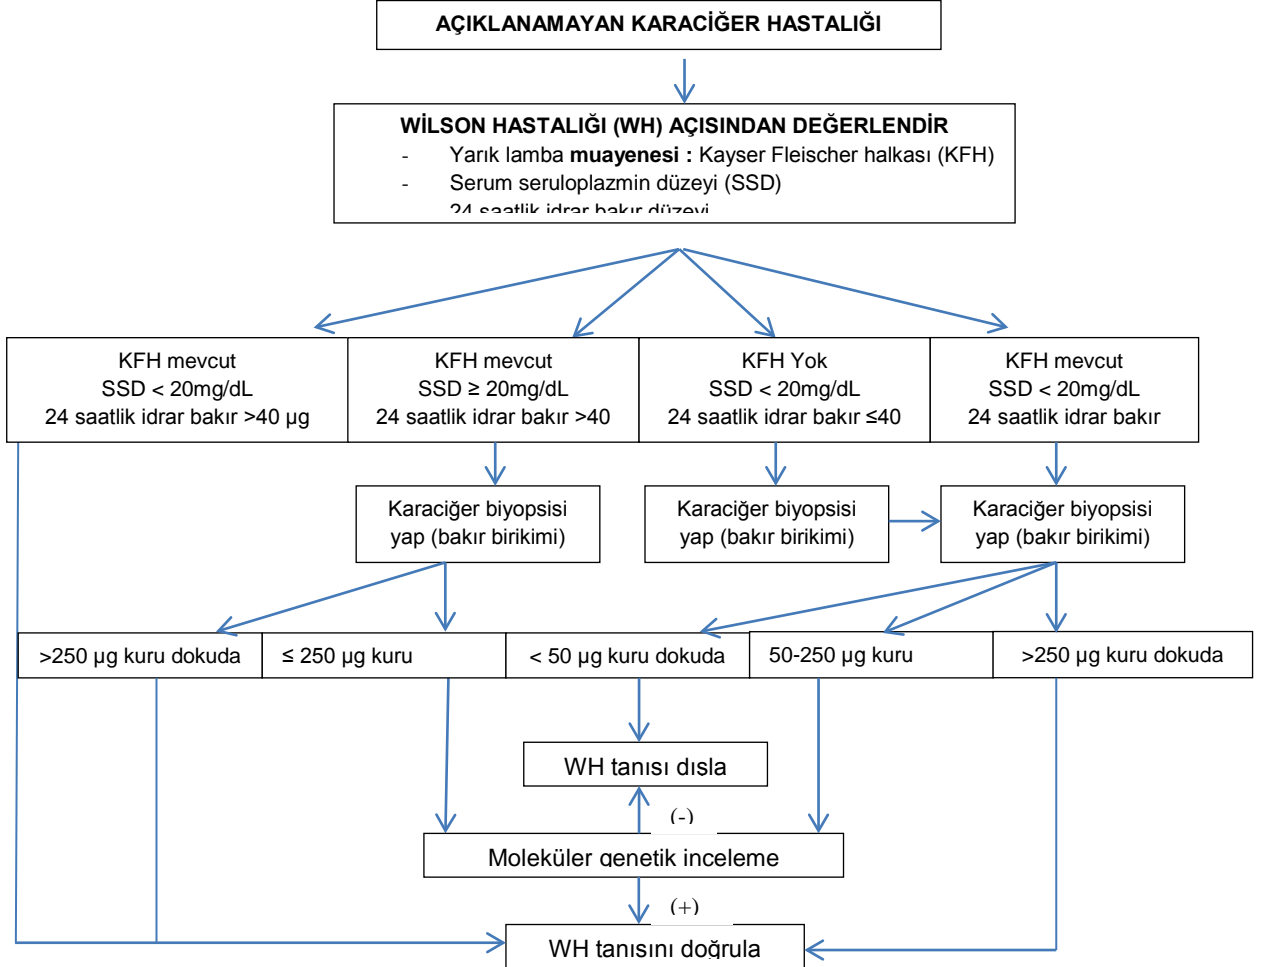 AÇIKLANAMAYAN KARACİĞER HASTALIĞI
WİLSON HASTALIĞI (WH) AÇISINDAN DEĞERLENDİR
- Yarık lamba muayenesi : Kayser Fleischer halkası (KFH)
- Serum seruloplazmin düzeyi (SSD)
24 saatlik idrar bakır düzeyi
KFH mevcut
SSD < 20mg/dL
24 saatlik idrar bakır >40 µg
KFH mevcut
SSD ≥ 20mg/dL
24 saatlik idrar bakır >40
KFH Yok
SSD < 20mg/dL
24 saatlik idrar bakır ≤40
KFH mevcut
SSD < 20mg/dL
24 saatlik idrar bakır
Karaciğer biyopsisi
yap (bakır birikimi)
Karaciğer biyopsisi
yap (bakır birikimi)
Karaciğer biyopsisi
yap (bakır birikimi)
>250 µg kuru dokuda
≤ 250 µg kuru
< 50 µg kuru dokuda
50-250 µg kuru
>250 µg kuru dokuda
WH tanısı dışla
(-)
Moleküler genetik inceleme
(+)
WH tanısını doğrula